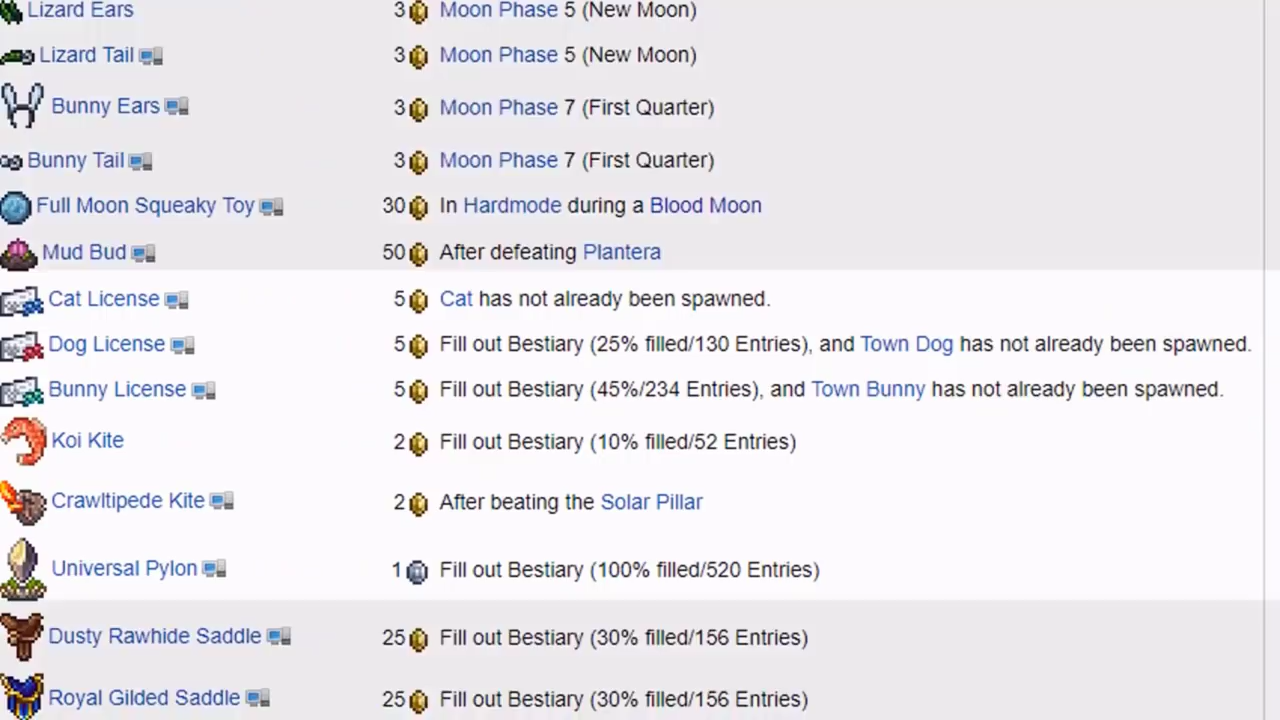 Lizard Ears 3 Moon Phase 5 (New Moon)
Lizard Tail 3 Moon Phase 5 (New Moon)
Bunny Ears 3 Moon Phase 7 (First Quarter)
Bunny Tail 3 Moon Phase 7 (First Quarter)
Full Moon Squeaky Toy 30 In Hardmode during a Blood Moon
Mud Bud 50 After defeating Plantera
Cat License 5 Cat has not already been spawned.
Dog License 5 Fill out Bestiary (25% filled/130 Entries), and Town Dog has not already been spawned.
Bunny License 5 Fill out Bestiary (45%/234 Entries), and Town Bunny has not already been spawned.
Koi Kite 2 Fill out Bestiary (10% filled/52 Entries)
Crawltipede Kite 2 After beating the Solar Pillar
Universal Pylon 1 Fill out Bestiary (100% filled/520 Entries)
Dusty Rawhide Saddle 25 Fill out Bestiary (30% filled/156 Entries)
Royal Gilded Saddle 25 Fill out Bestiary (30% filled/156 Entries)